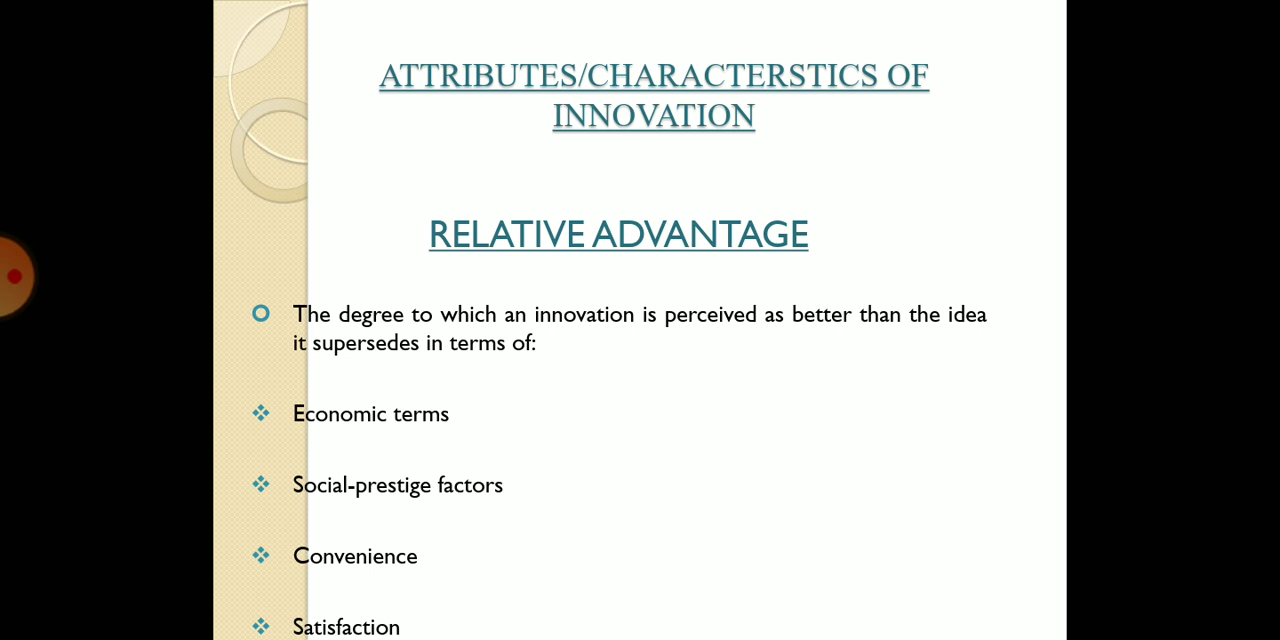 ATTRIBUTES/CHARACTERSTICS OF
INNOVATION
RELATIVE ADVANTAGE
The degree to which an innovation is perceived as better than the idea
it supersedes in terms of:
Economic terms
Social-prestige factors
Convenience
Satisfaction